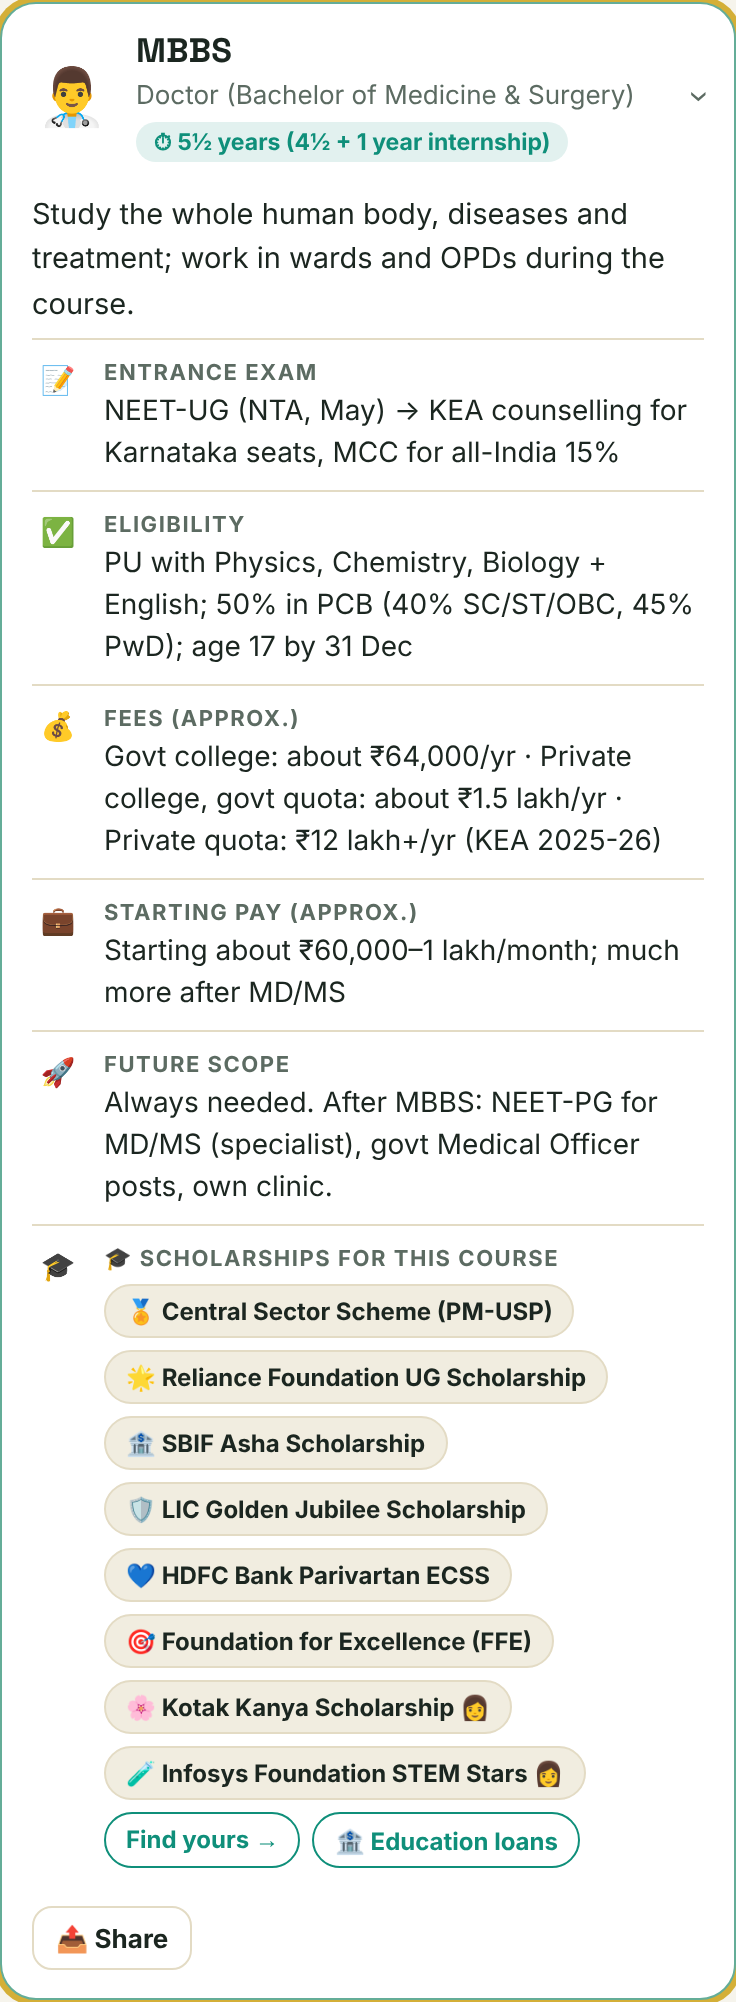 MBBS
Doctor (Bachelor of Medicine & Surgery)
⏱ 5½ years (4½ + 1 year internship)
Study the whole human body, diseases and
treatment; work in wards and OPDs during the
course.
ENTRANCE EXAM
NEET-UG (NTA, May) → KEA counselling for
Karnataka seats, MCC for all-India 15%
ELIGIBILITY
PU with Physics, Chemistry, Biology +
English; 50% in PCB (40% SC/ST/OBC, 45%
PwD); age 17 by 31 Dec
FEES (APPROX.)
Govt college: about ₹64,000/yr · Private
college, govt quota: about ₹1.5 lakh/yr ·
Private quota: ₹12 lakh+/yr (KEA 2025-26)
STARTING PAY (APPROX.)
Starting about ₹60,000–1 lakh/month; much
more after MD/MS
FUTURE SCOPE
Always needed. After MBBS: NEET-PG for
MD/MS (specialist), govt Medical Officer
posts, own clinic.
🎓 SCHOLARSHIPS FOR THIS COURSE
🏅 Central Sector Scheme (PM-USP)
🌟 Reliance Foundation UG Scholarship
🏦 SBIF Asha Scholarship
🛡️ LIC Golden Jubilee Scholarship
💙 HDFC Bank Parivartan ECSS
🎯 Foundation for Excellence (FFE)
🌸 Kotak Kanya Scholarship 👩
🧪 Infosys Foundation STEM Stars 👩
Find yours →
🏦 Education loans
📤 Share